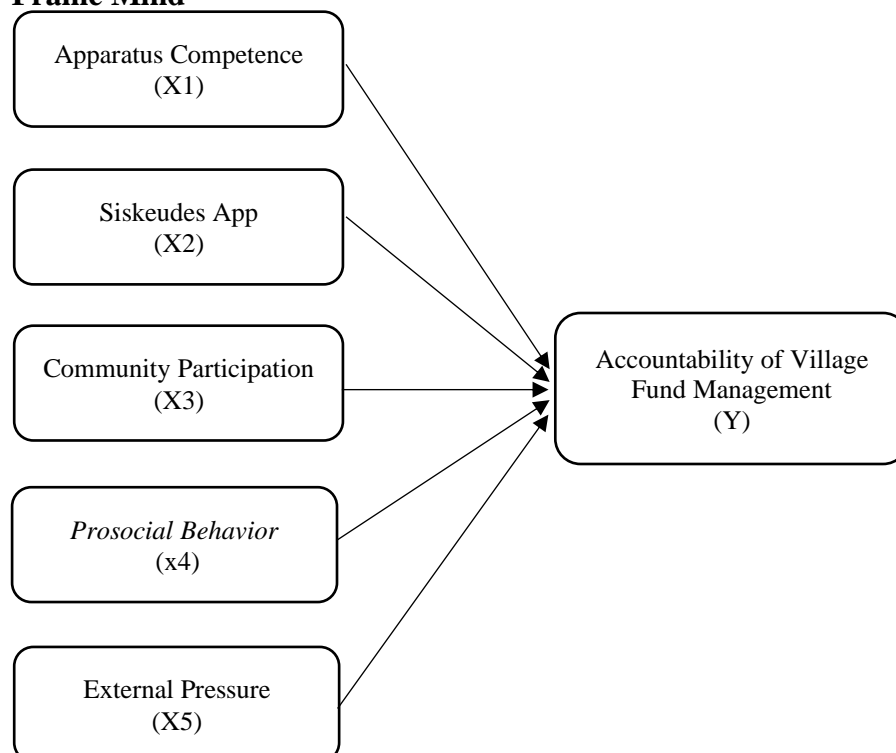 Frame Mind
Apparatus Competence
(X1)
Siskeudes App
(X2)
Community Participation
(X3)
Accountability of Village
Fund Management
(Y)
Prosocial Behavior
(x4)
External Pressure
(X5)